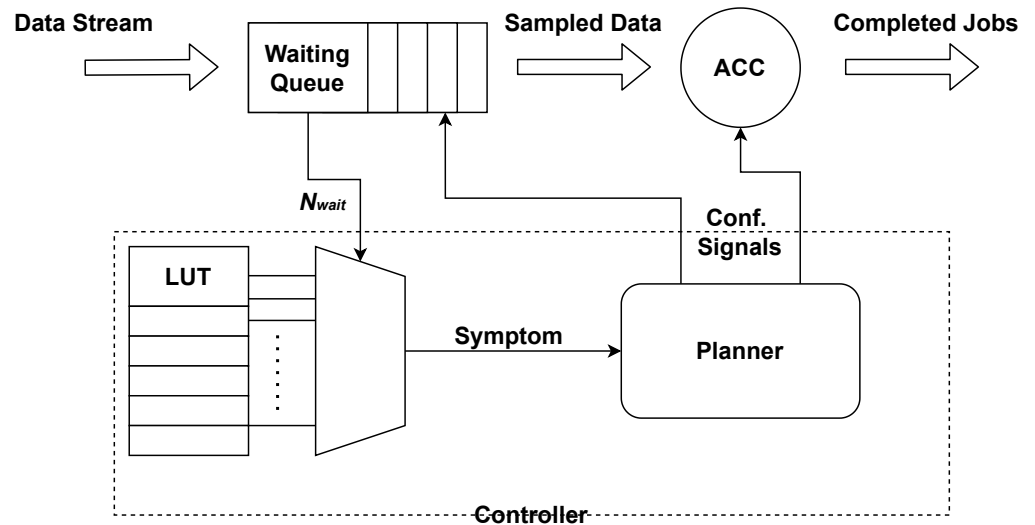 Data Stream
Sampled Data
Completed Jobs
Waiting
Queue
ACC
Nwait
Conf.
Signals
LUT
Symptom
Planner
Controller